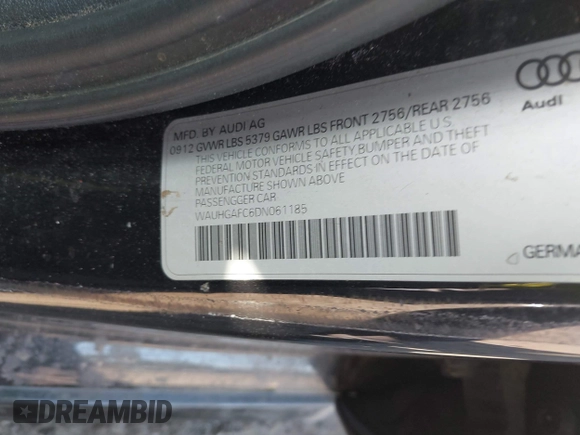 MFD. BY AUDI AG
0912 GVWR LBS 5379 GAWR LBS FRONT 2756/REAR 2756
THIS VEHICLE CONFORMS TO ALL APPLICABLE U.S.
FEDERAL MOTOR VEHICLE SAFETY,BUMPER AND THEFT
PREVENTION STANDARDS IN EFFECT ON THE DATE OF
MANUFACTURE SHOWN ABOVE
PASSENGGER CAR
WAUHGAFC6DN061185
Audi
GERMA
DREAMBID